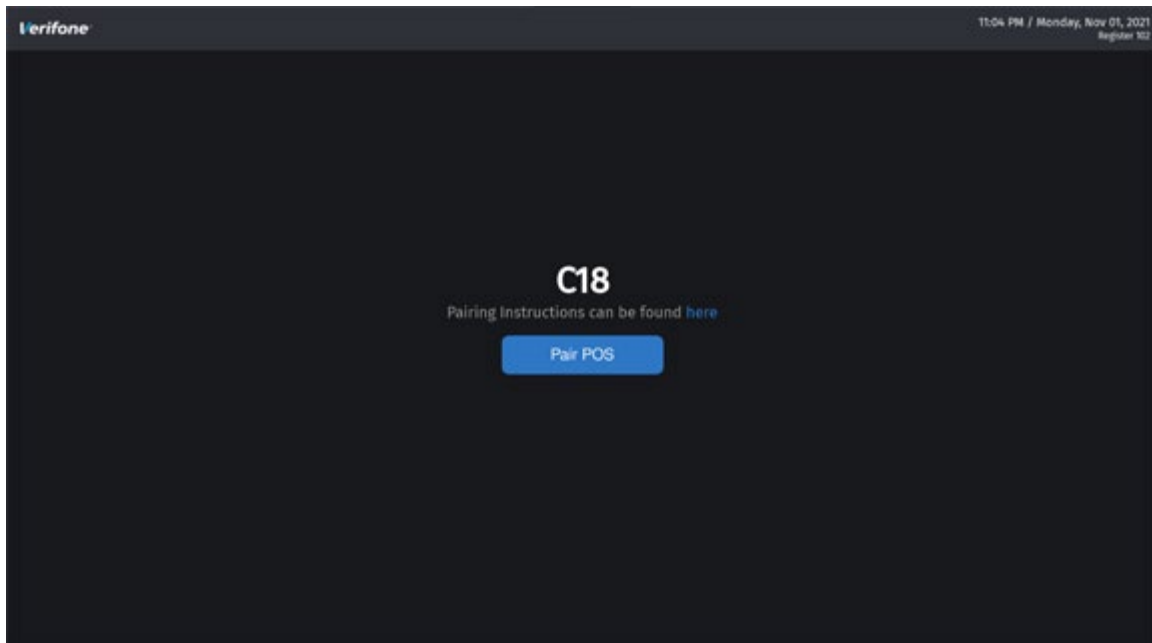 Verifone
11:04 PM / Monday, Nov 01, 2021
Register 102
C18
Pairing Instructions can be found here
Pair POS